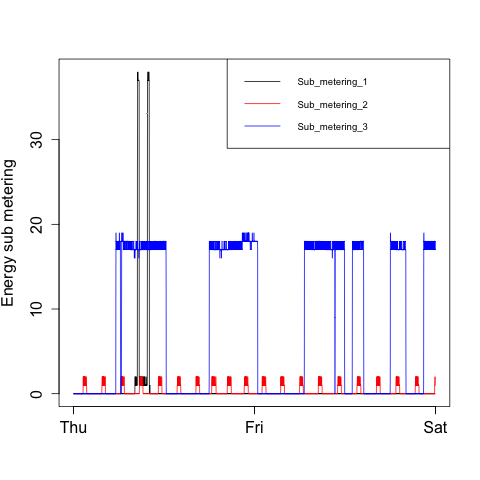 Sub_metering_1
Sub_metering_2
Sub_metering_3
Energy sub metering
30
20
10
0
Thu Fri Sat